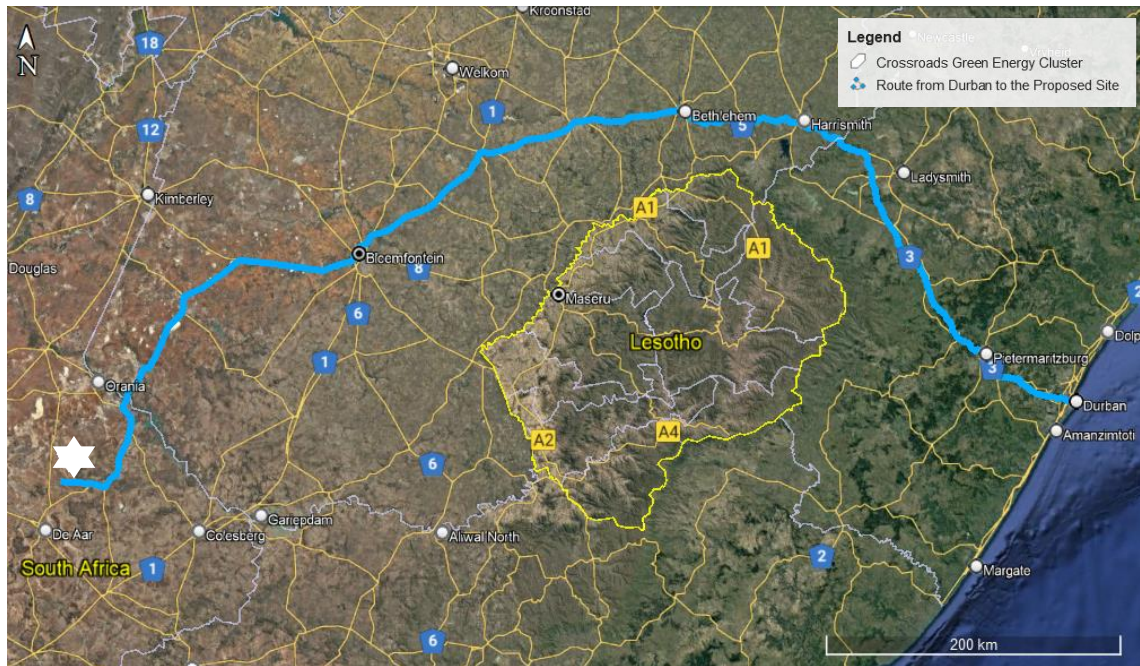 Kroonstad
Legend
Newcastle
Vryheid
Crossroads Green Energy Cluster
Route from Durban to the Proposed Site
N
18
Welkom
1
12
Bethlehem
5
Harrismith
Ladysmith
8
Kimberley
A1
A1
Bloemfontein
8
3
Douglas
Maseru
2
6
Lesotho
Dolp
1
Pietermaritzburg
3
Orania
Durban
Amanzimtoti
A2
A4
6
De Aar
Colesberg
Gariepdam
Aliwal North
South Africa
1
2
Margate
6
200 km